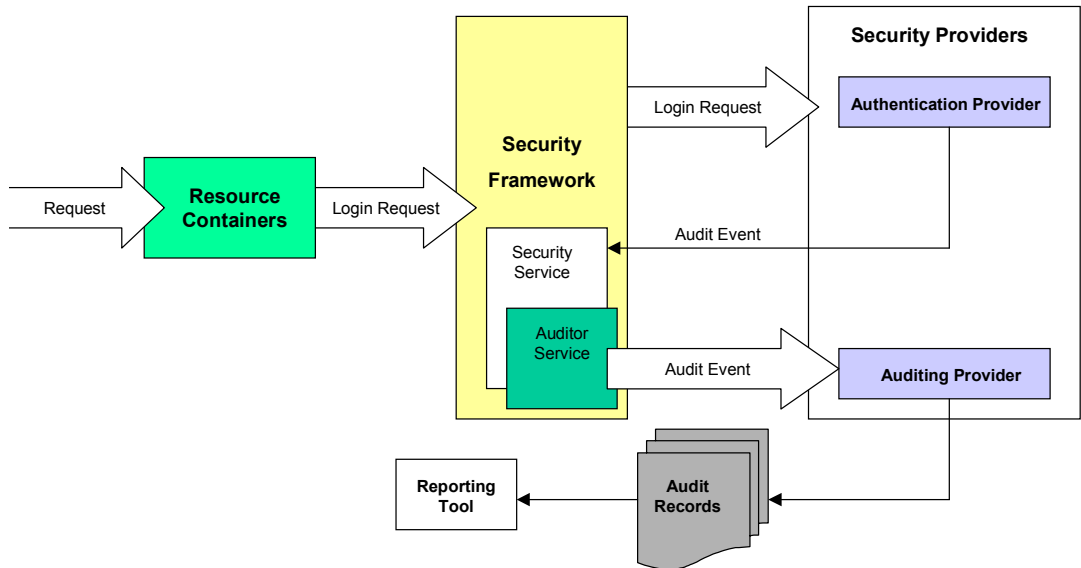 Security Providers
Authentication Provider
Login Request
Security
Framework
Resource
Containers
Request
Login Request
Audit Event
Security
Service
Auditor
Service
Audit Event
Auditing Provider
Reporting
Tool
Audit
Records